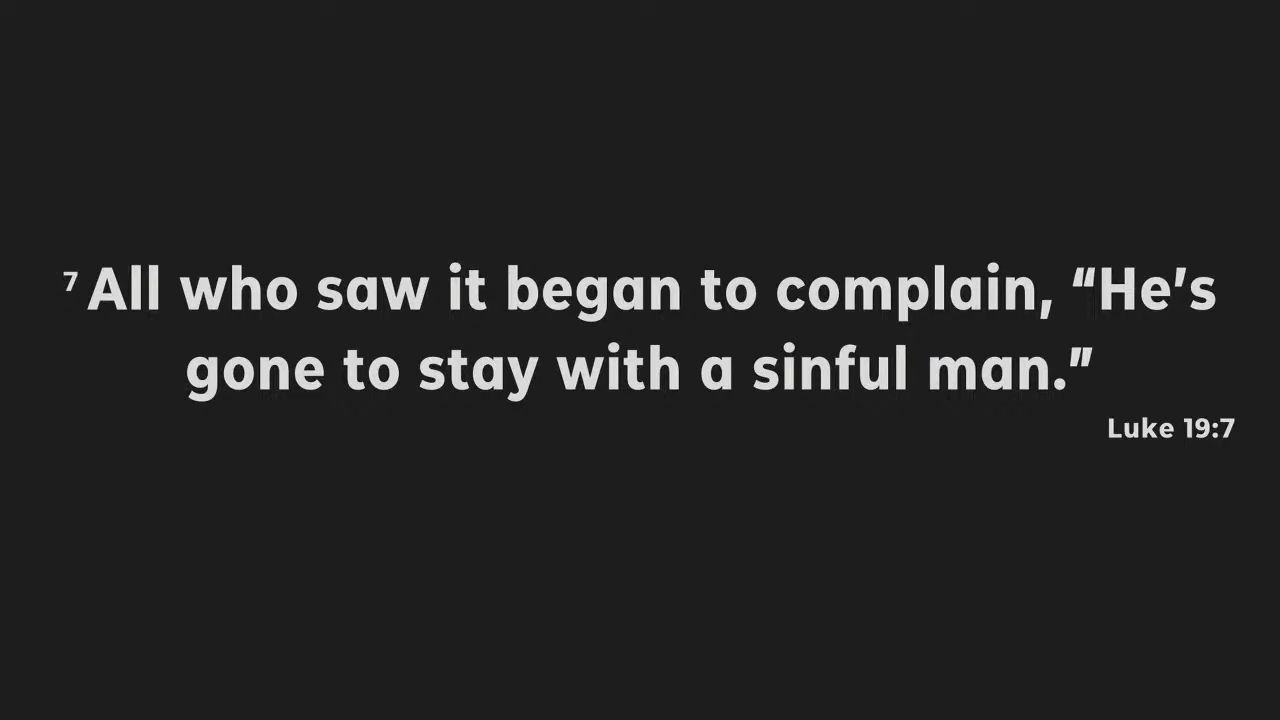 7 All who saw it began to complain, “He’s
gone to stay with a sinful man.”
Luke 19:7